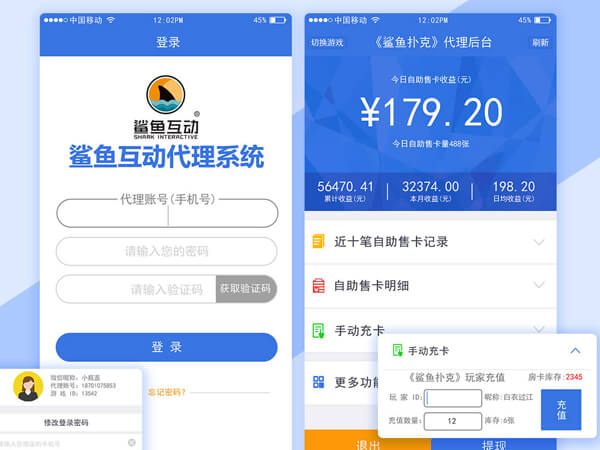 中国移动
12:02PM
45%
登录
鲨鱼互动
®
SHARK INTERACTIVE
鲨鱼互动代理系统
代理账号(手机号)
请输入您的密码
请输入验证码
获取验证码
登 录
忘记密码?
微信昵称: 小瓶盖
代理账号: 18701075853
游 戏 ID: 13542
修改登录密码
请输入您绑定的手机号
中国移动
12:02PM
45%
切换游戏
《鲨鱼扑克》代理后台
刷新
今日自助售卡收益(元)
¥179.20
今日自助售卡量488张
56470.41
累计收益(元)
32374.00
本月收益(元)
198.20
日均收益(元)
近十笔自助售卡记录
自助售卡明细
手动充卡
更多功能
退出
提现
手动充卡
《鲨鱼扑克》玩家充值
房卡库存:2345
玩 家 ID:
昵称:白衣过江
充值数量:
12
库存:6张
充值